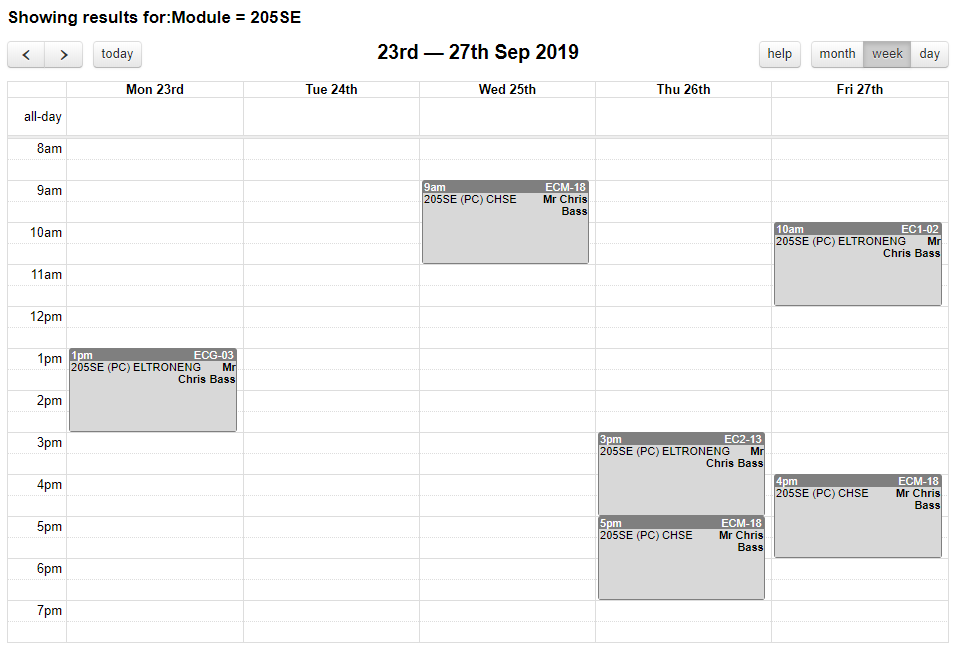 Showing results for:Module = 205SE
today
23rd — 27th Sep 2019
help
month
week
day
Mon 23rd
Tue 24th
Wed 25th
Thu 26th
Fri 27th
all-day
8am
9am
10am
11am
12pm
1pm
2pm
3pm
4pm
5pm
6pm
7pm
1pm ECG-03
205SE (PC) ELTRONENG Mr
Chris Bass
9am ECM-18
205SE (PC) CHSE Mr Chris
Bass
3pm EC2-13
205SE (PC) ELTRONENG Mr
Chris Bass
5pm ECM-18
205SE (PC) CHSE Mr Chris
Bass
10am EC1-02
205SE (PC) ELTRONENG Mr
Chris Bass
4pm ECM-18
205SE (PC) CHSE Mr Chris
Bass